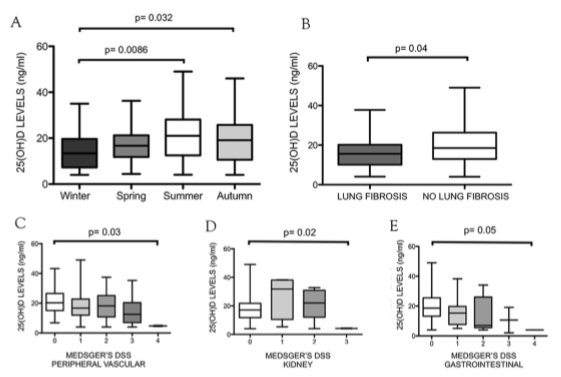 A
p= 0.032
p= 0.0086
25(OH)D LEVELS (ng/ml)
60
40
20
0
Winter Spring Summer Autumn
B
p= 0.04
25(OH)D LEVELS (ng/ml)
60
40
20
0
LUNG FIBROSIS NO LUNG FIBROSIS
C
p= 0.03
25(OH)D LEVELS (ng/ml)
60
40
20
0
0 1 2 3 4
MEDSGER'S DSS
PERIPHERAL VASCULAR
D
p= 0.02
25(OH)D LEVELS (ng/ml)
60
40
20
0
0 1 2 3
MEDSGER'S DSS
KIDNEY
E
p= 0.05
25(OH)D LEVELS (ng/ml)
60
40
20
0
0 1 2 3 4
MEDSGER'S DSS
GASTROINTESTINAL